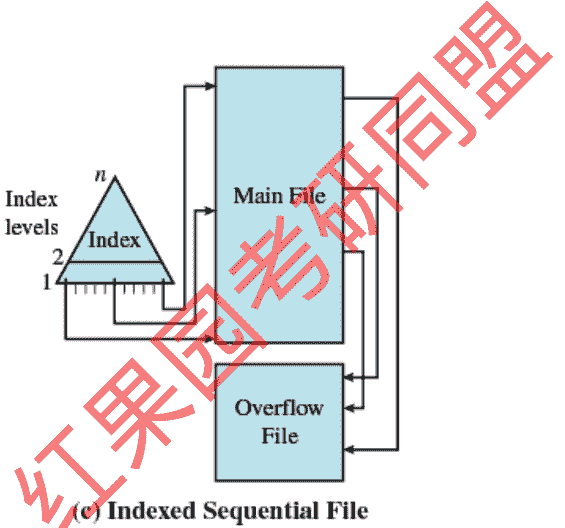 Main File
n
Index
levels
Index
2
1
Overflow
File
(c) Indexed Sequential File
红果园考研同盟